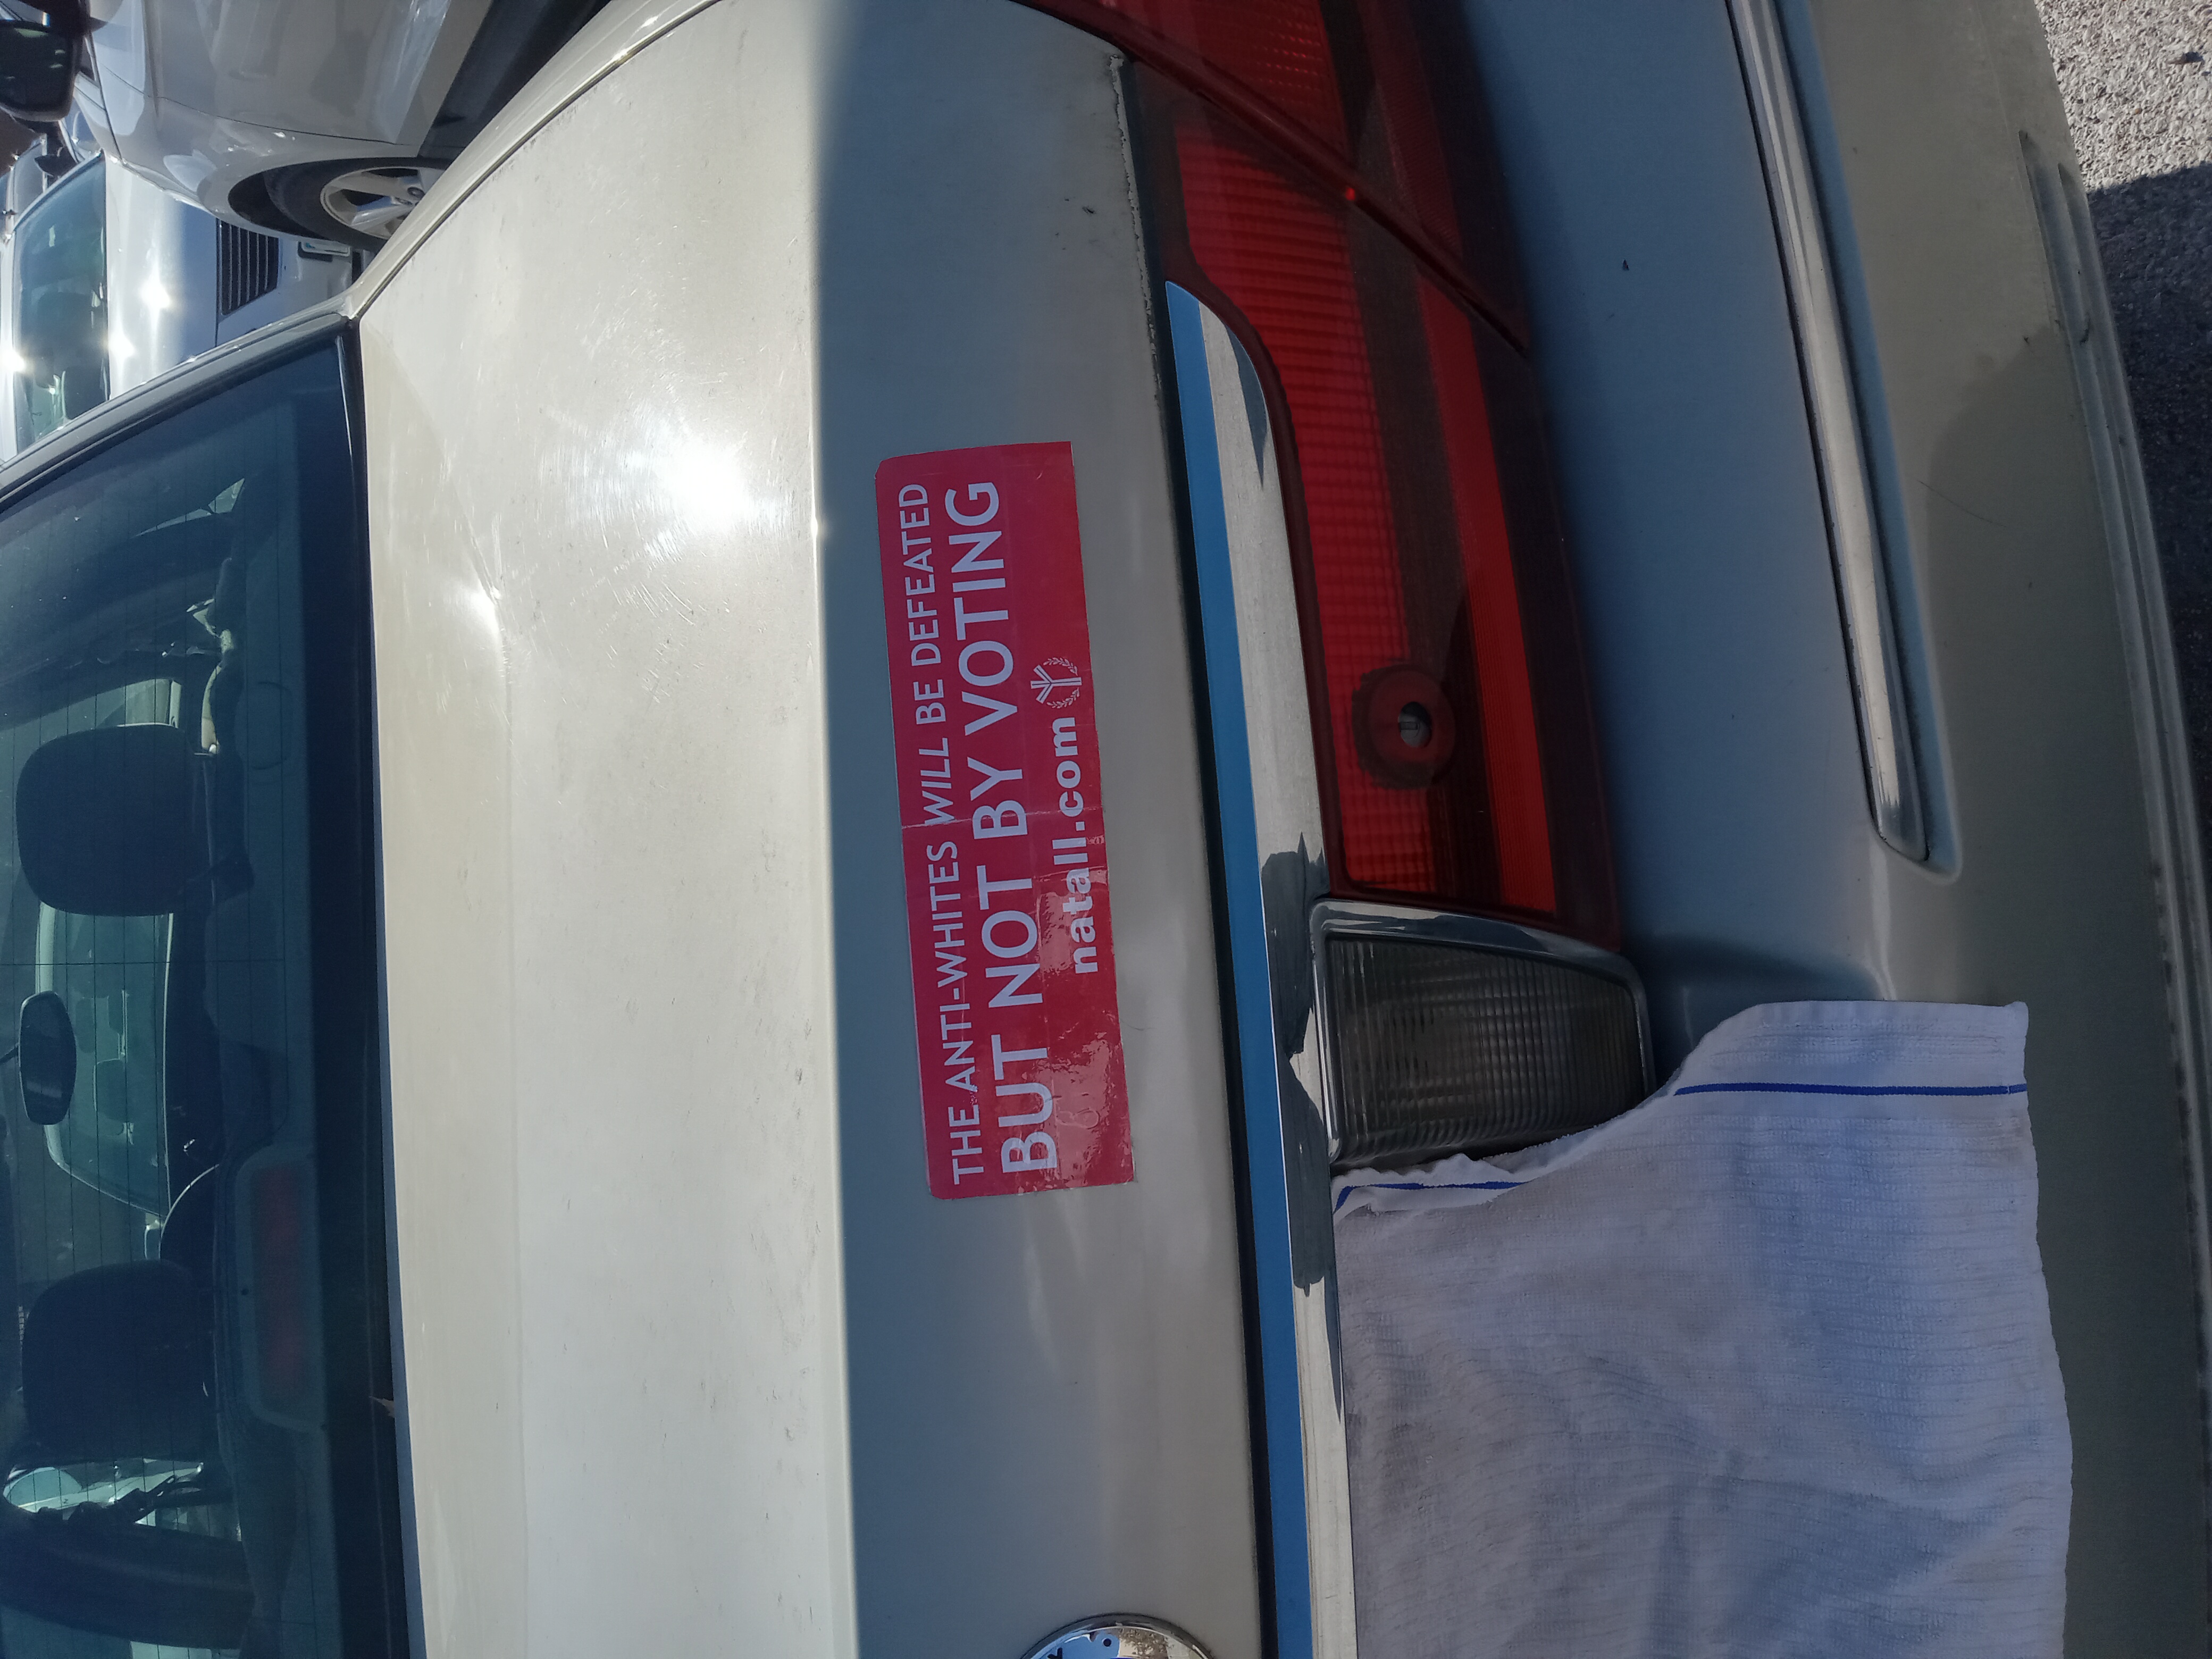 THE ANTI-WHITES WILL BE DEFEATED
BUT NOT BY VOTING
natall.com